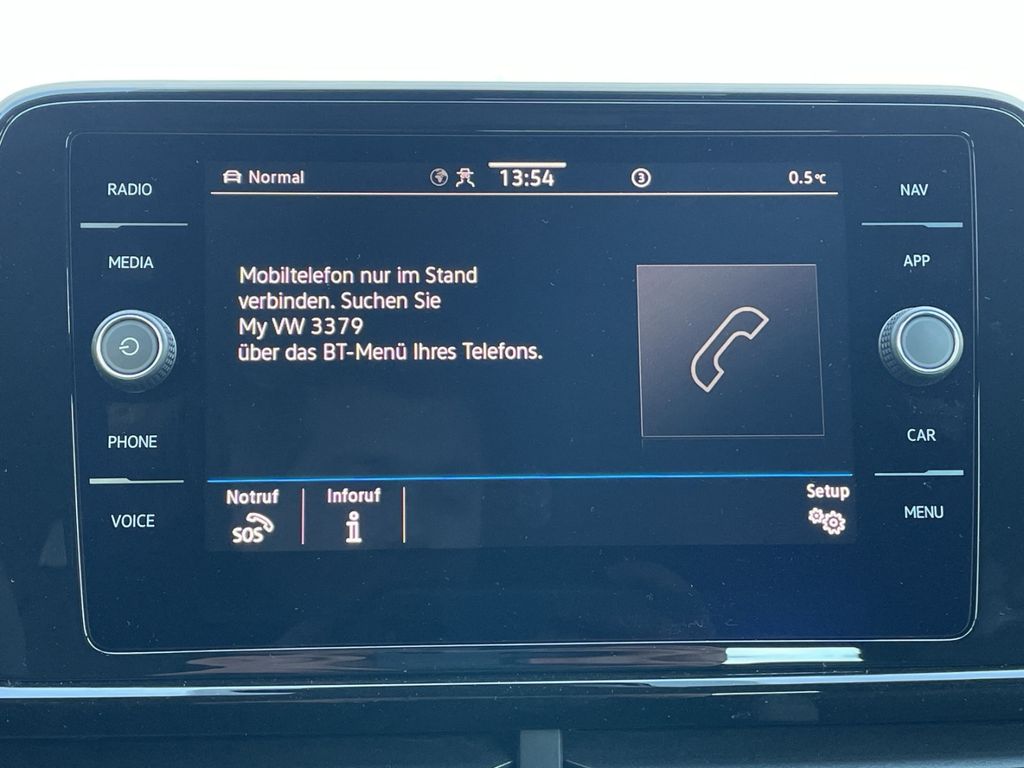 RADIO
MEDIA
PHONE
VOICE
Normal
13:54
3
0.5°C
Mobiltelefon nur im Stand
verbinden. Suchen Sie
My VW 3379
über das BT-Menü Ihres Telefons.
Notruf
SOS
Inforuf
i
Setup
NAV
APP
CAR
MENU